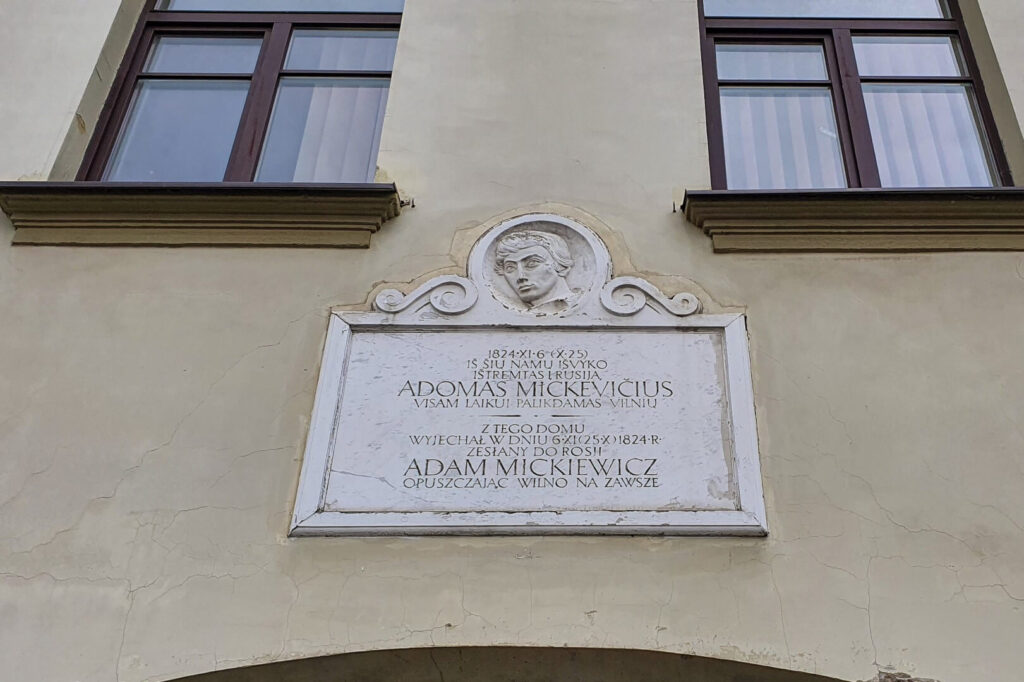 1824·XI·6 (X·25)
IŠ ŠIŲ NAMŲ IŠVYKO
IŠTREMTAS Į RUSIJĄ
ADOMAS MICKEVIČIUS
VISAM LAIKUI PALIKDAMAS VILNIŲ
Z TEGO DOMU
WYJECHAŁ W DNIU 6·XI(25·X)1824·R·
ZESŁANY DO ROSJI
ADAM MICKIEWICZ
OPUSZCZAJĄC WILNO NA ZAWSZE